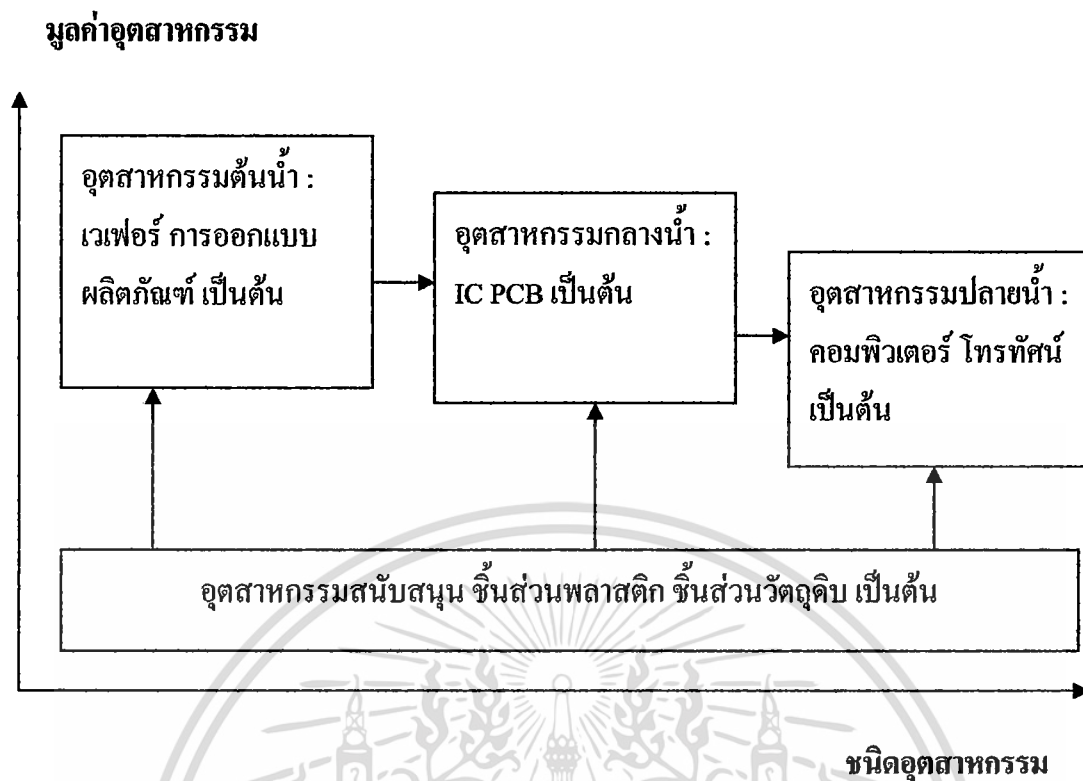 มูลค่าอุตสาหกรรม
อุตสาหกรรมต้นน้ำ :
เวเฟอร์ การออกแบบ
ผลิตภัณฑ์ เป็นต้น
อุตสาหกรรมกลางน้ำ :
IC PCB เป็นต้น
อุตสาหกรรมปลายน้ำ :
คอมพิวเตอร์ โทรทัศน์
เป็นต้น
อุตสาหกรรมสนับสนุน ชิ้นส่วนพลาสติก ชิ้นส่วนวัตถุดิบ เป็นต้น
ชนิดอุตสาหกรรม